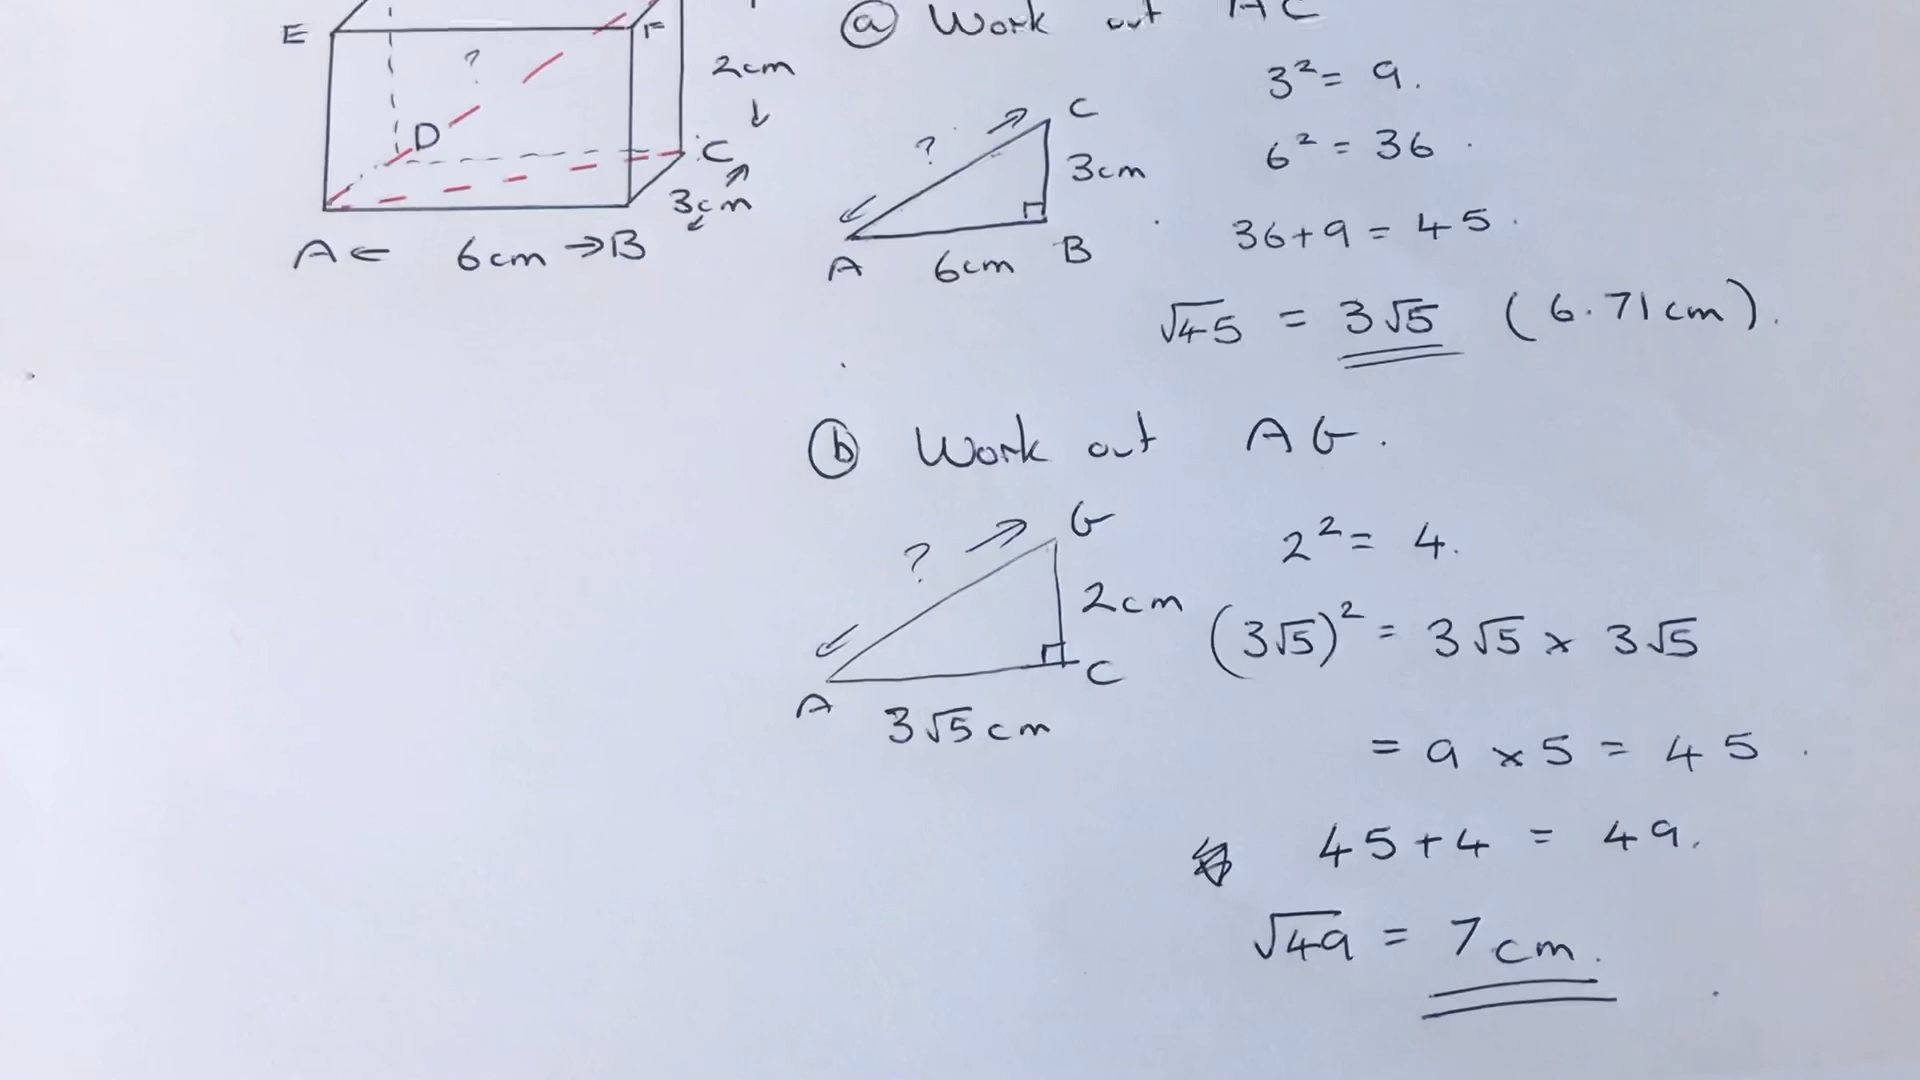 E
F
?
D
2cm
C
3cm
A ← 6cm → B
ⓐ Work out AC
?
C
3cm
A 6cm B
3² = 9.
6² = 36
36+9 = 45
√45 = 3√5 (6.71cm).
ⓑ Work out AG.
?
G
2cm
C
A
3√5cm
2² = 4.
(3√5)² = 3√5 × 3√5
= 9 × 5 = 45
45+4 = 49.
√49 = 7cm.